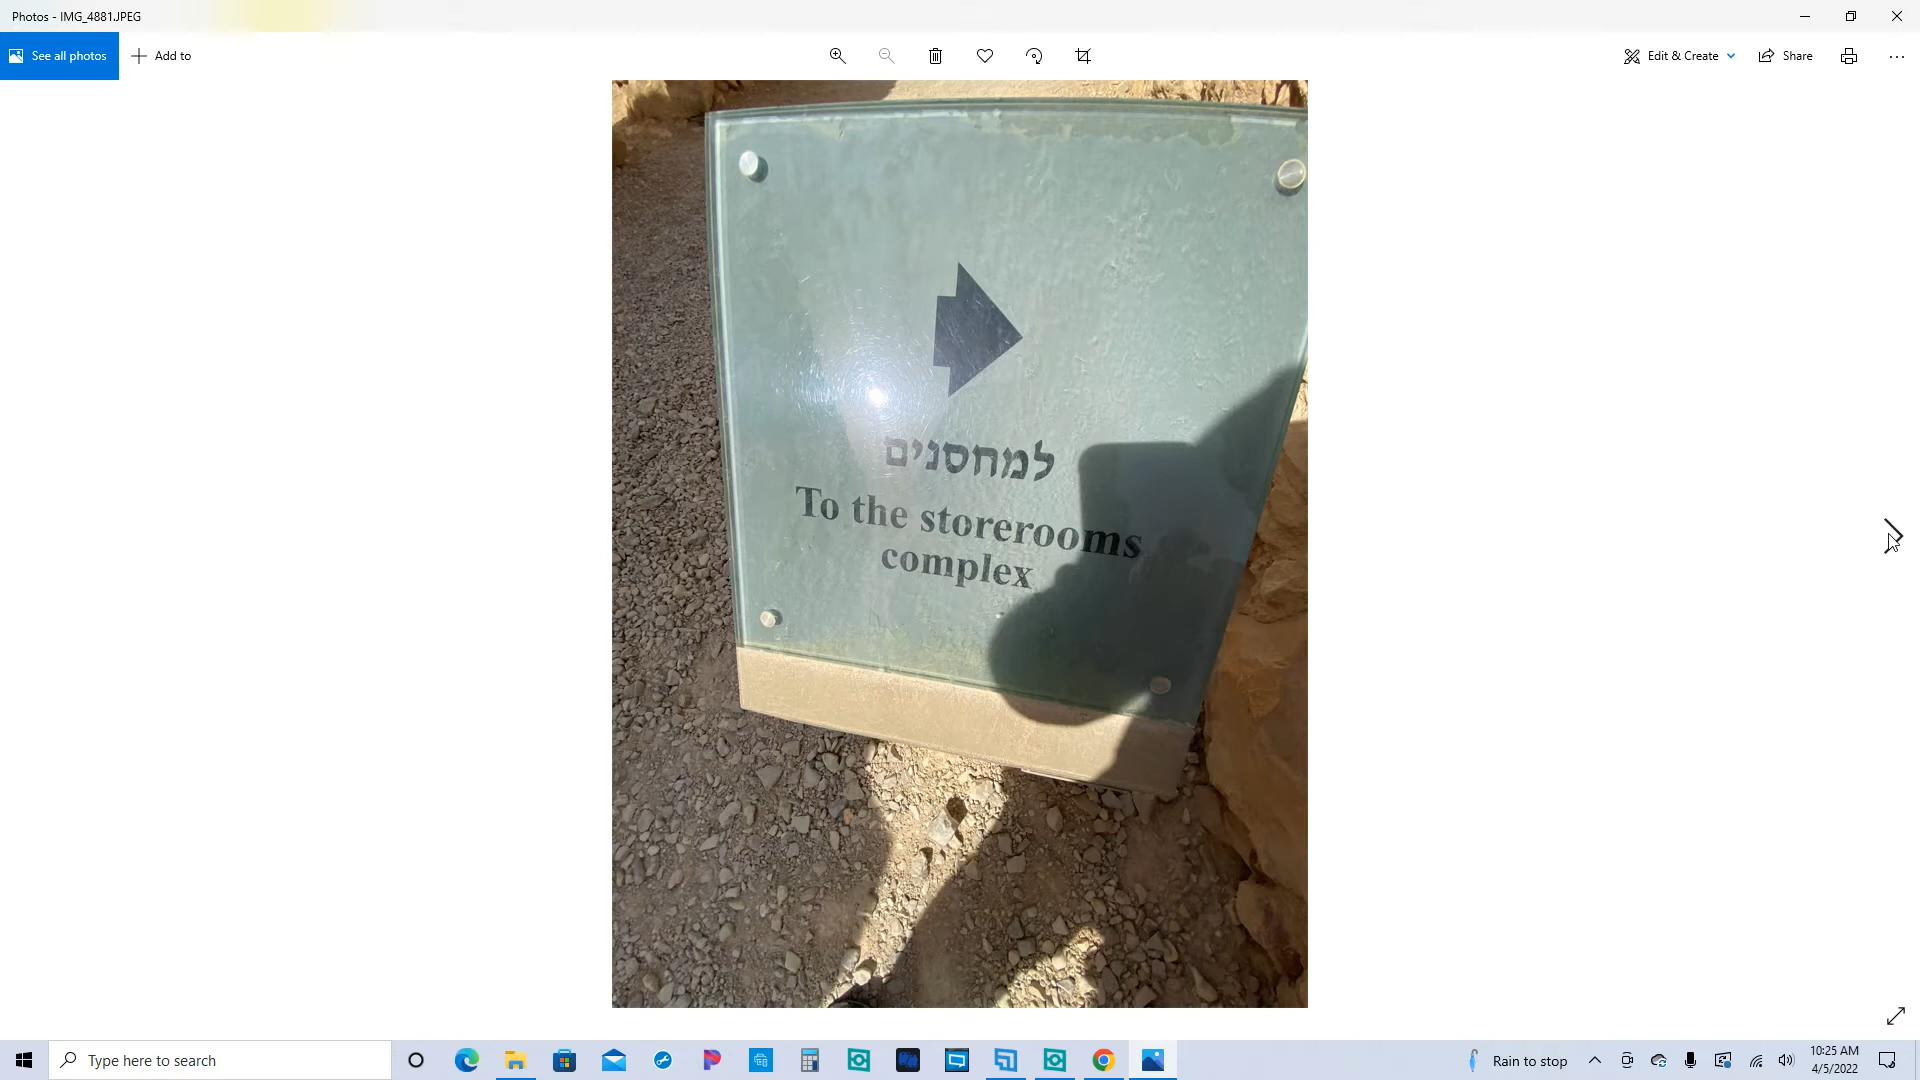 Photos - IMG_4881.JPEG
See all photos
Add to
Edit & Create
Share
למחסנים
To the storerooms
complex
Type here to search
Rain to stop
10:25 AM
4/5/2022